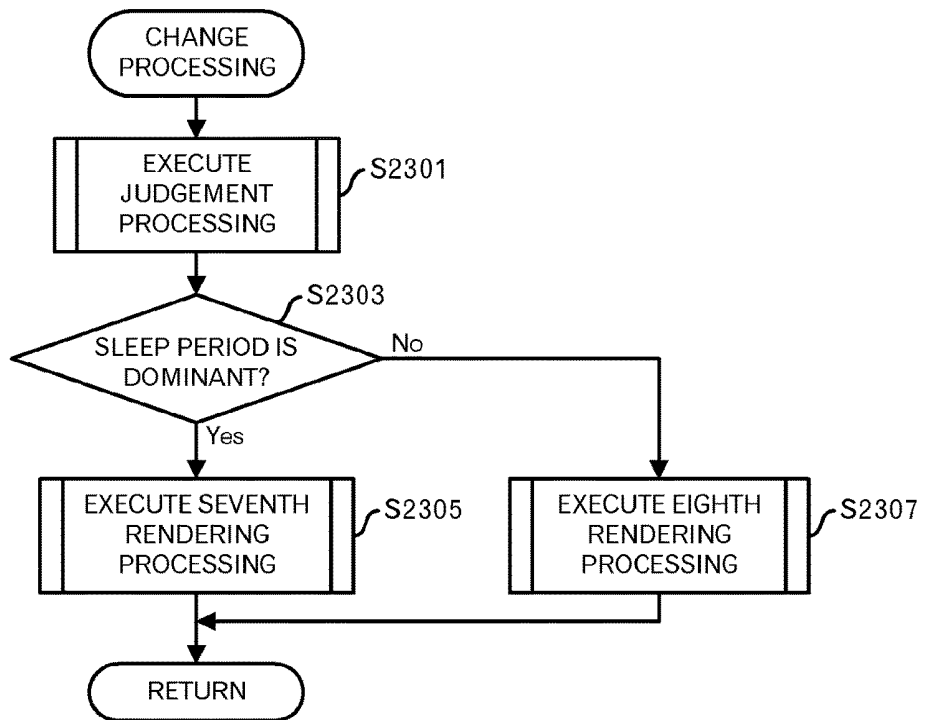 CHANGE
PROCESSING
EXECUTE
JUDGEMENT
PROCESSING
S2301
S2303
SLEEP PERIOD IS
DOMINANT?
No
Yes
EXECUTE SEVENTH
RENDERING
PROCESSING
S2305
EXECUTE EIGHTH
RENDERING
PROCESSING
S2307
RETURN